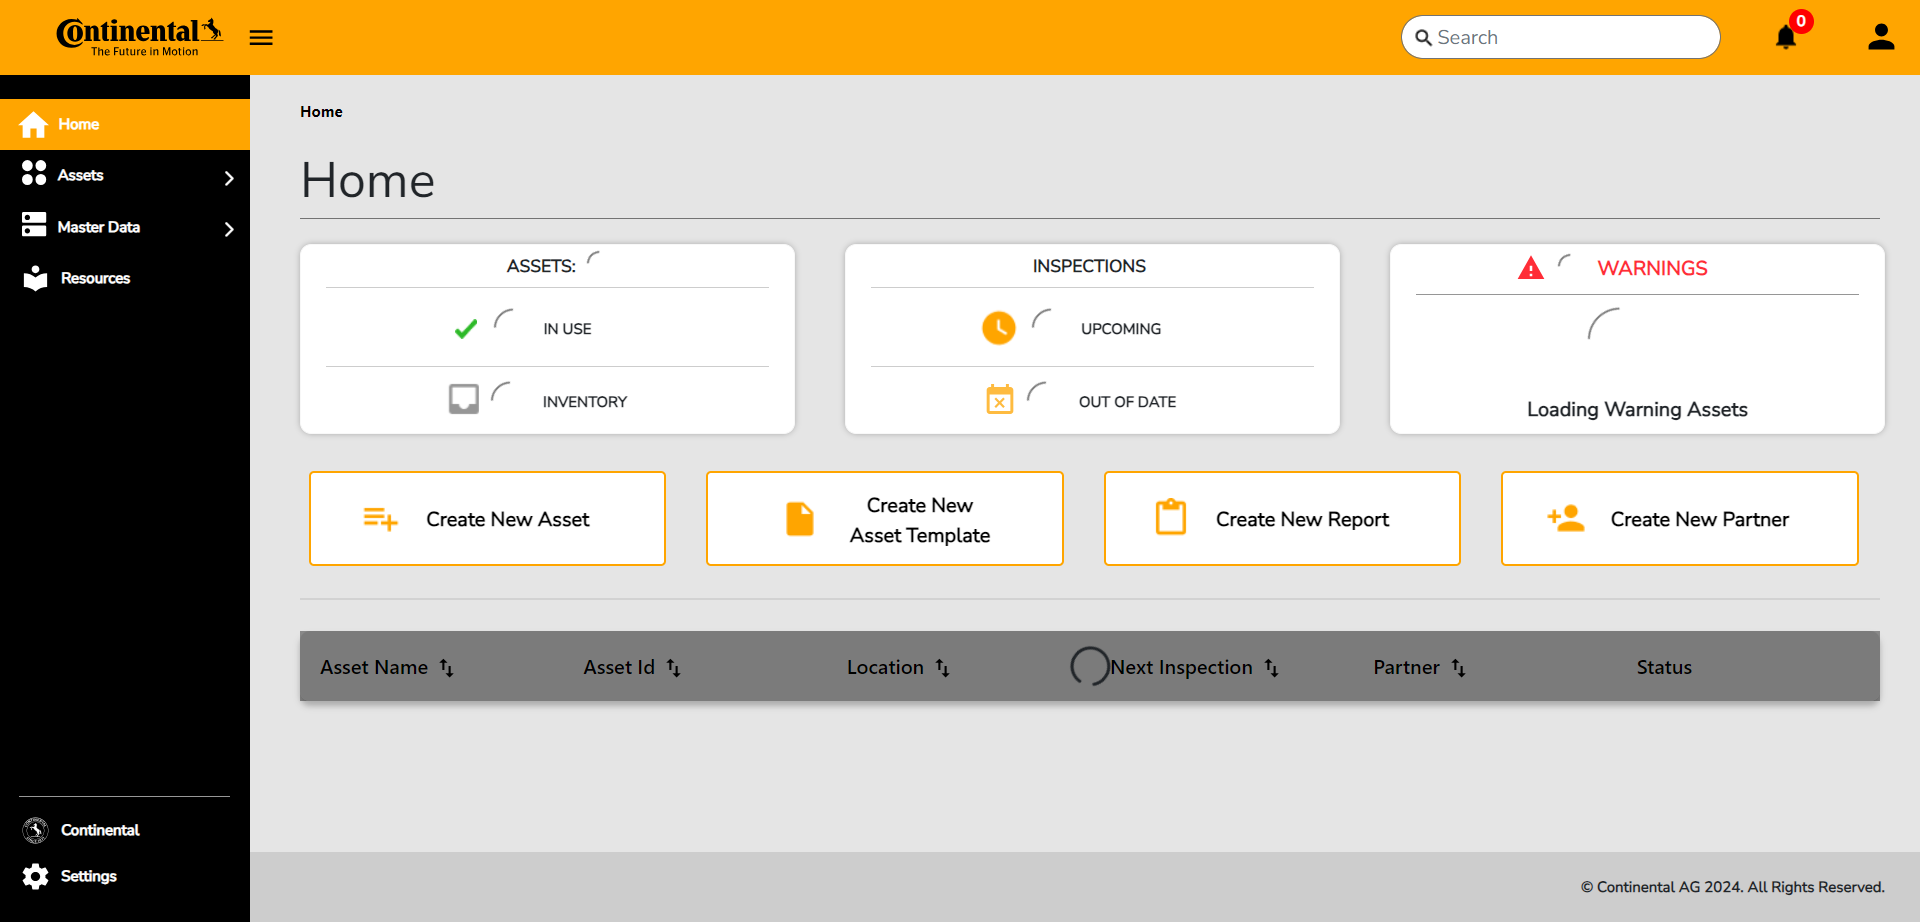 Continental
The Future in Motion
Search
0
Home
Assets
Master Data
Resources
Continental
Settings
Home
Home
ASSETS:
IN USE
INVENTORY
INSPECTIONS
UPCOMING
OUT OF DATE
WARNINGS
Loading Warning Assets
Create New Asset
Create New
Asset Template
Create New Report
Create New Partner
Asset Name Asset Id Location Next Inspection Partner Status
© Continental AG 2024. All Rights Reserved.